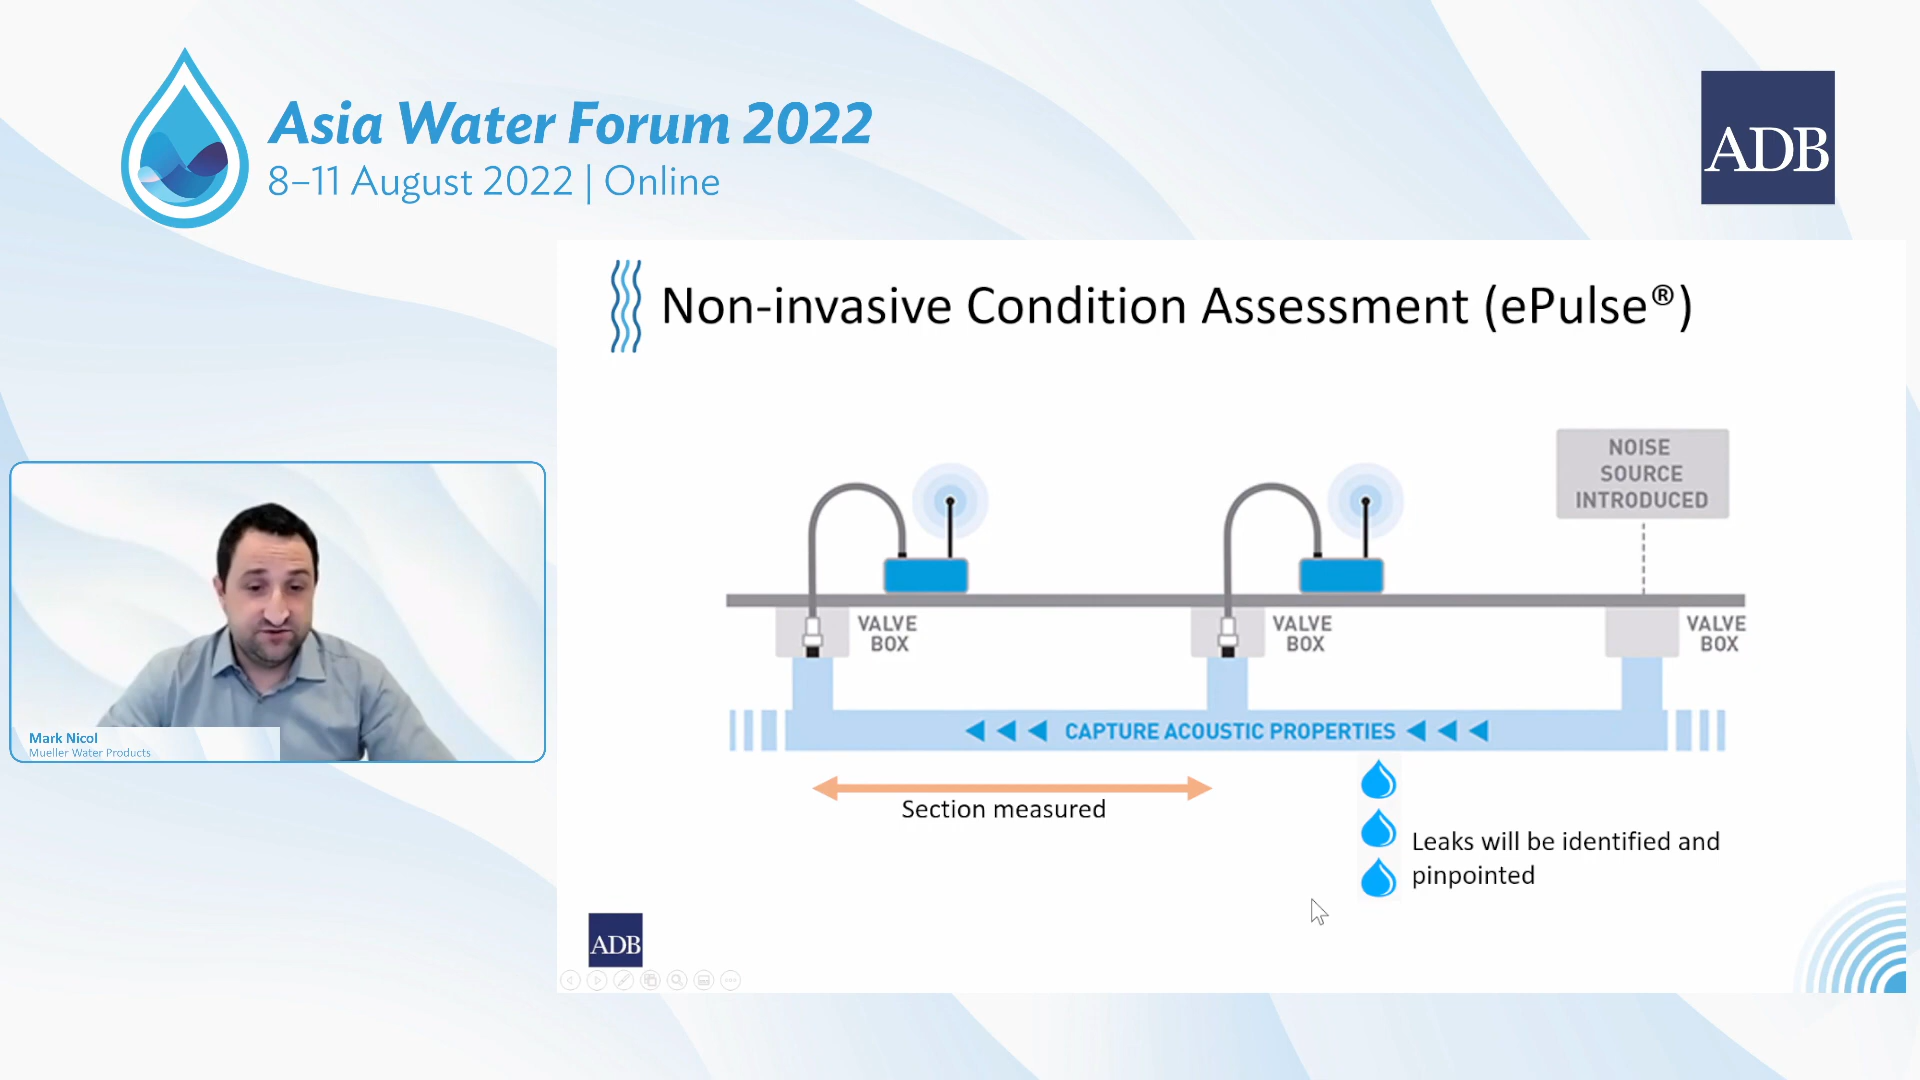 Asia Water Forum 2022
8–11 August 2022 | Online
ADB
Non-invasive Condition Assessment (ePulse®)
NOISE
SOURCE
INTRODUCED
VALVE
BOX
VALVE
BOX
VALVE
BOX
CAPTURE ACOUSTIC PROPERTIES
Section measured
Leaks will be identified and
pinpointed
Mark Nicol
Mueller Water Products
ADB